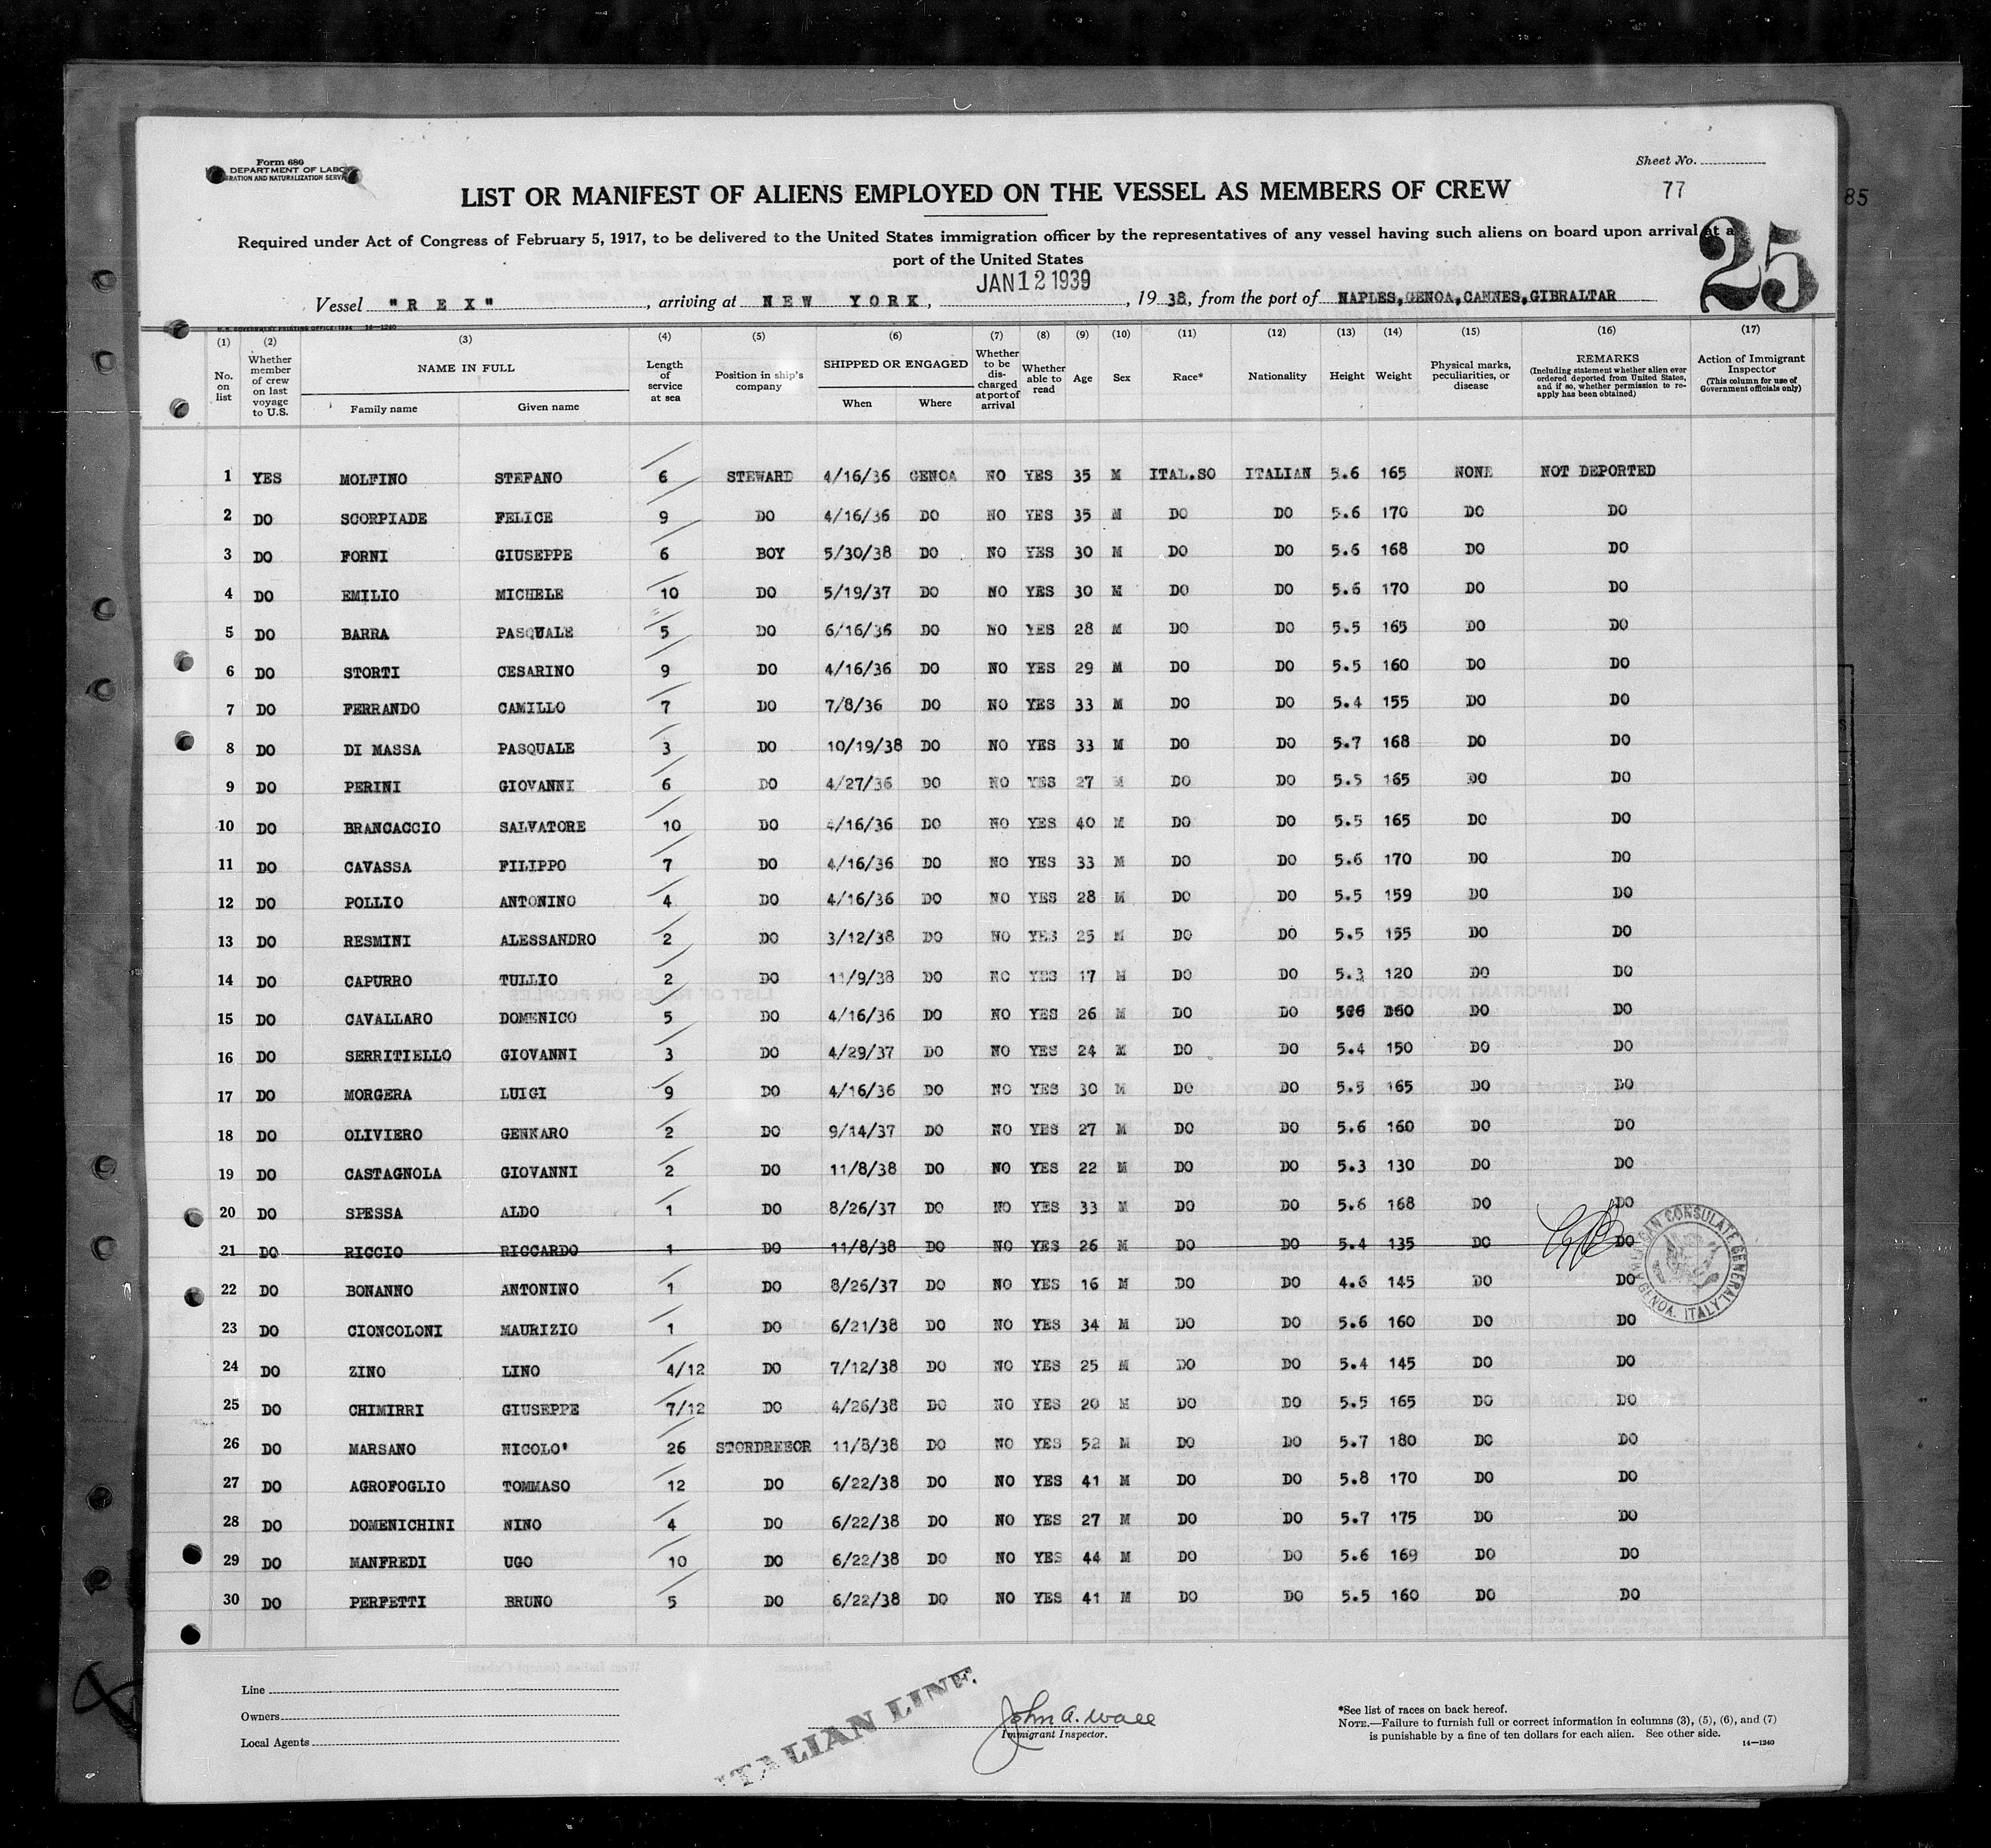 Form 680
DEPARTMENT OF LABOR
IMMIGRATION AND NATURALIZATION SERVICE
Sheet No.
77
85
25
LIST OR MANIFEST OF ALIENS EMPLOYED ON THE VESSEL AS MEMBERS OF CREW
Required under Act of Congress of February 5, 1917, to be delivered to the United States immigration officer by the representatives of any vessel having such aliens on board upon arrival at a
port of the United States
JAN 12 1939
Vessel "R E X", arriving at NEW YORK, , 1938, from the port of NAPLES, GENOA, CANNES, GIBRALTAR
U. S. GOVERNMENT PRINTING OFFICE: 1934 14—1240
(1) (2) (3) (4) (5) (6) (7) (8) (9) (10) (11) (12) (13) (14) (15) (16) (17)
No. on list
Whether member of crew on last voyage to U.S.
NAME IN FULL
Family name Given name
Length of service at sea
Position in ship's company
SHIPPED OR ENGAGED
When Where
Whether to be discharged at port of arrival
Whether able to read
Age
Sex
Race*
Nationality
Height
Weight
Physical marks, peculiarities, or disease
REMARKS
(Including statement whether alien ever ordered deported from United States, and if so, whether permission to reapply has been obtained)
Action of Immigrant Inspector
(This column for use of Government officials only)
1 YES MOLFINO STEFANO 6 STEWARD 4/16/36 GENOA NO YES 35 M ITAL.SO ITALIAN 5.6 165 NONE NOT DEPORTED
2 DO SCORPIADE FELICE 9 DO 4/16/36 DO NO YES 35 M DO DO 5.6 170 DO DO
3 DO FORNI GIUSEPPE 6 BOY 5/30/38 DO NO YES 30 M DO DO 5.6 168 DO DO
4 DO EMILIO MICHELE 10 DO 5/19/37 DO NO YES 30 M DO DO 5.6 170 DO DO
5 DO BARRA PASQUALE 5 DO 6/16/36 DO NO YES 28 M DO DO 5.5 165 DO DO
6 DO STORTI CESARINO 9 DO 4/16/36 DO NO YES 29 M DO DO 5.5 160 DO DO
7 DO FERRANDO CAMILLO 7 DO 7/8/36 DO NO YES 33 M DO DO 5.4 155 DO DO
8 DO DI MASSA PASQUALE 3 DO 10/19/38 DO NO YES 33 M DO DO 5.7 168 DO DO
9 DO PERINI GIOVANNI 6 DO 4/27/36 DO NO YES 27 M DO DO 5.5 165 DO DO
10 DO BRANCACCIO SALVATORE 10 DO 4/16/36 DO NO YES 40 M DO DO 5.5 165 DO DO
11 DO CAVASSA FILIPPO 7 DO 4/16/36 DO NO YES 33 M DO DO 5.6 170 DO DO
12 DO POLLIO ANTONINO 4 DO 4/16/36 DO NO YES 28 M DO DO 5.5 159 DO DO
13 DO RESMINI ALESSANDRO 2 DO 3/12/38 DO NO YES 25 M DO DO 5.5 155 DO DO
14 DO CAPURRO TULLIO 2 DO 11/9/38 DO NO YES 17 M DO DO 5.3 120 DO DO
15 DO CAVALLARO DOMENICO 5 DO 4/16/36 DO NO YES 26 M DO DO DO DO
16 DO SERRITIELLO GIOVANNI 3 DO 4/29/37 DO NO YES 24 M DO DO 5.4 150 DO DO
17 DO MORGERA LUIGI 9 DO 4/16/36 DO NO YES 30 M DO DO 5.5 165 DO DO
18 DO OLIVIERO GENNARO 2 DO 9/14/37 DO NO YES 27 M DO DO 5.6 160 DO DO
19 DO CASTAGNOLA GIOVANNI 2 DO 11/8/38 DO NO YES 22 M DO DO 5.3 130 DO DO
20 DO SPESSA ALDO 1 DO 8/26/37 DO NO YES 33 M DO DO 5.6 168 DO DO
21 DO RICCIO RICCARDO 1 DO 11/8/38 DO NO YES 26 M DO DO 5.4 135 DO DO
22 DO BONANNO ANTONINO 1 DO 8/26/37 DO NO YES 16 M DO DO 4.6 145 DO DO
23 DO CIONCOLONI MAURIZIO 1 DO 6/21/38 DO NO YES 34 M DO DO 5.6 160 DO DO
24 DO ZINO LINO 4/12 DO 7/12/38 DO NO YES 25 M DO DO 5.4 145 DO DO
25 DO CHIMIRRI GIUSEPPE 7/12 DO 4/26/38 DO NO YES 20 M DO DO 5.5 165 DO DO
26 DO MARSANO NICOLO' 26 STORDREEOR 11/8/38 DO NO YES 52 M DO DO 5.7 180 DO DO
27 DO AGROFOGLIO TOMMASO 12 DO 6/22/38 DO NO YES 41 M DO DO 5.8 170 DO DO
28 DO DOMENICHINI NINO 4 DO 6/22/38 DO NO YES 27 M DO DO 5.7 175 DO DO
29 DO MANFREDI UGO 10 DO 6/22/38 DO NO YES 44 M DO DO 5.6 169 DO DO
30 DO PERFETTI BRUNO 5 DO 6/22/38 DO NO YES 41 M DO DO 5.5 160 DO DO
AMERICAN CONSULATE GENERAL
GENOA, ITALY
Line
Owners
Local Agents
ITALIAN LINE
John A. Wall
Immigrant Inspector.
*See list of races on back hereof.
NOTE.—Failure to furnish full or correct information in columns (3), (5), (6), and (7)
is punishable by a fine of ten dollars for each alien. See other side.
14—1240